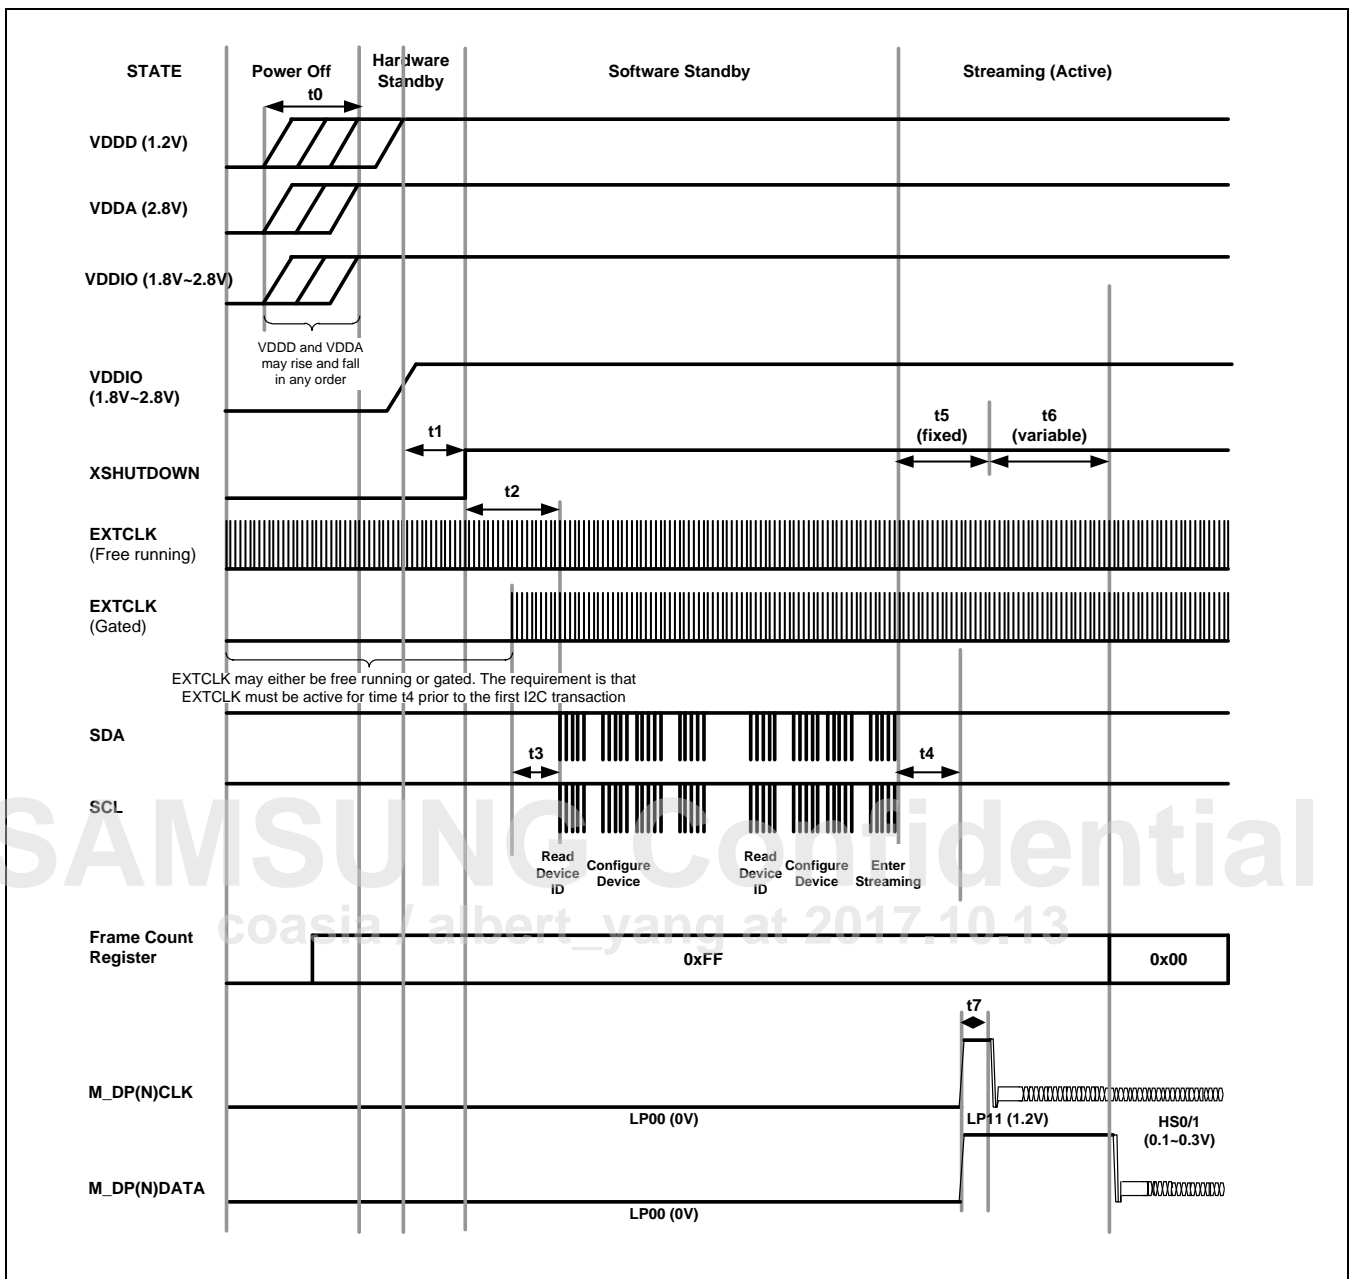 STATE
Power Off
Hardware
Standby
Software Standby
Streaming (Active)
t0
VDDD (1.2V)
VDDA (2.8V)
VDDIO (1.8V~2.8V)
VDDD and VDDA
may rise and fall
in any order
VDDIO
(1.8V~2.8V)
t1
t5
(fixed)
t6
(variable)
XSHUTDOWN
t2
EXTCLK
(Free running)
EXTCLK
(Gated)
EXTCLK may either be free running or gated. The requirement is that
EXTCLK must be active for time t4 prior to the first I2C transaction
SDA
t3
t4
SCL
SAMSUNG Confidential
Read
Device
ID
Configure
Device
Read
Device
ID
Configure
Device
Enter
Streaming
coasia / albert_yang at 2017.10.13
Frame Count
Register
0xFF
0x00
t7
M_DP(N)CLK
LP00 (0V)
LP11 (1.2V)
HS0/1
(0.1~0.3V)
M_DP(N)DATA
LP00 (0V)